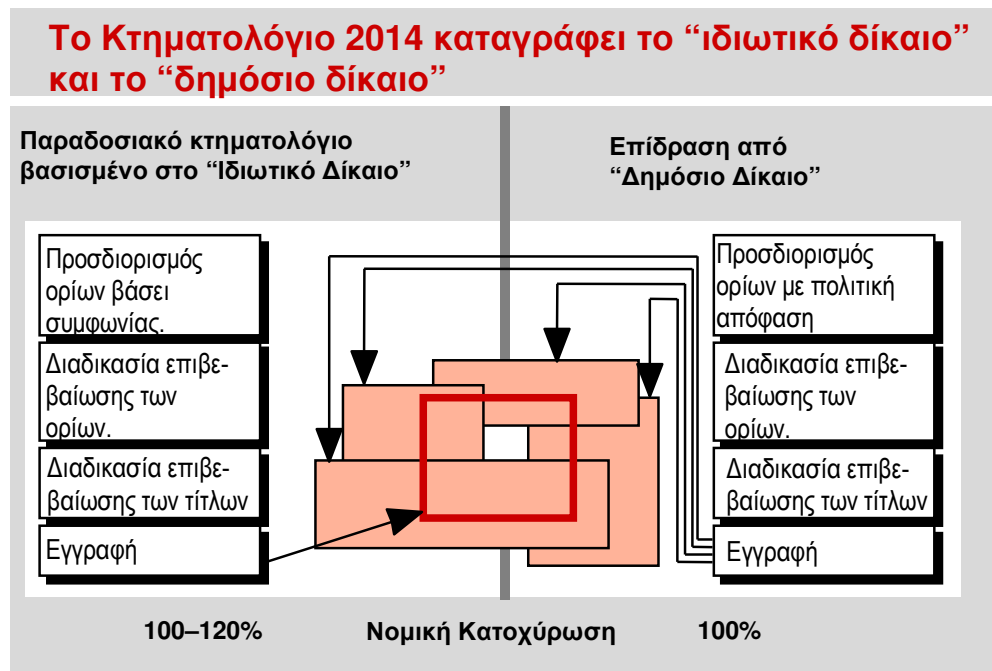 Το Κτηματολόγιο 2014 καταγράφει το “ιδιωτικό δίκαιο”
και το “δημόσιο δίκαιο”
Παραδοσιακό κτηματολόγιο
βασισμένο στο “Ιδιωτικό Δίκαιο”
Επίδραση από
“Δημόσιο Δίκαιο”
Προσδιορισμός
ορίων βάσει
συμφωνίας.
Διαδικασία επιβε-
βαίωσης των
ορίων.
Διαδικασία επιβε-
βαίωσης των τίτλων
Εγγραφή
Προσδιορισμός
ορίων με πολιτική
απόφαση
Διαδικασία επιβε-
βαίωσης των
ορίων.
Διαδικασία επιβε-
βαίωσης των τίτλων
Εγγραφή
100–120% Νομική Κατοχύρωση 100%